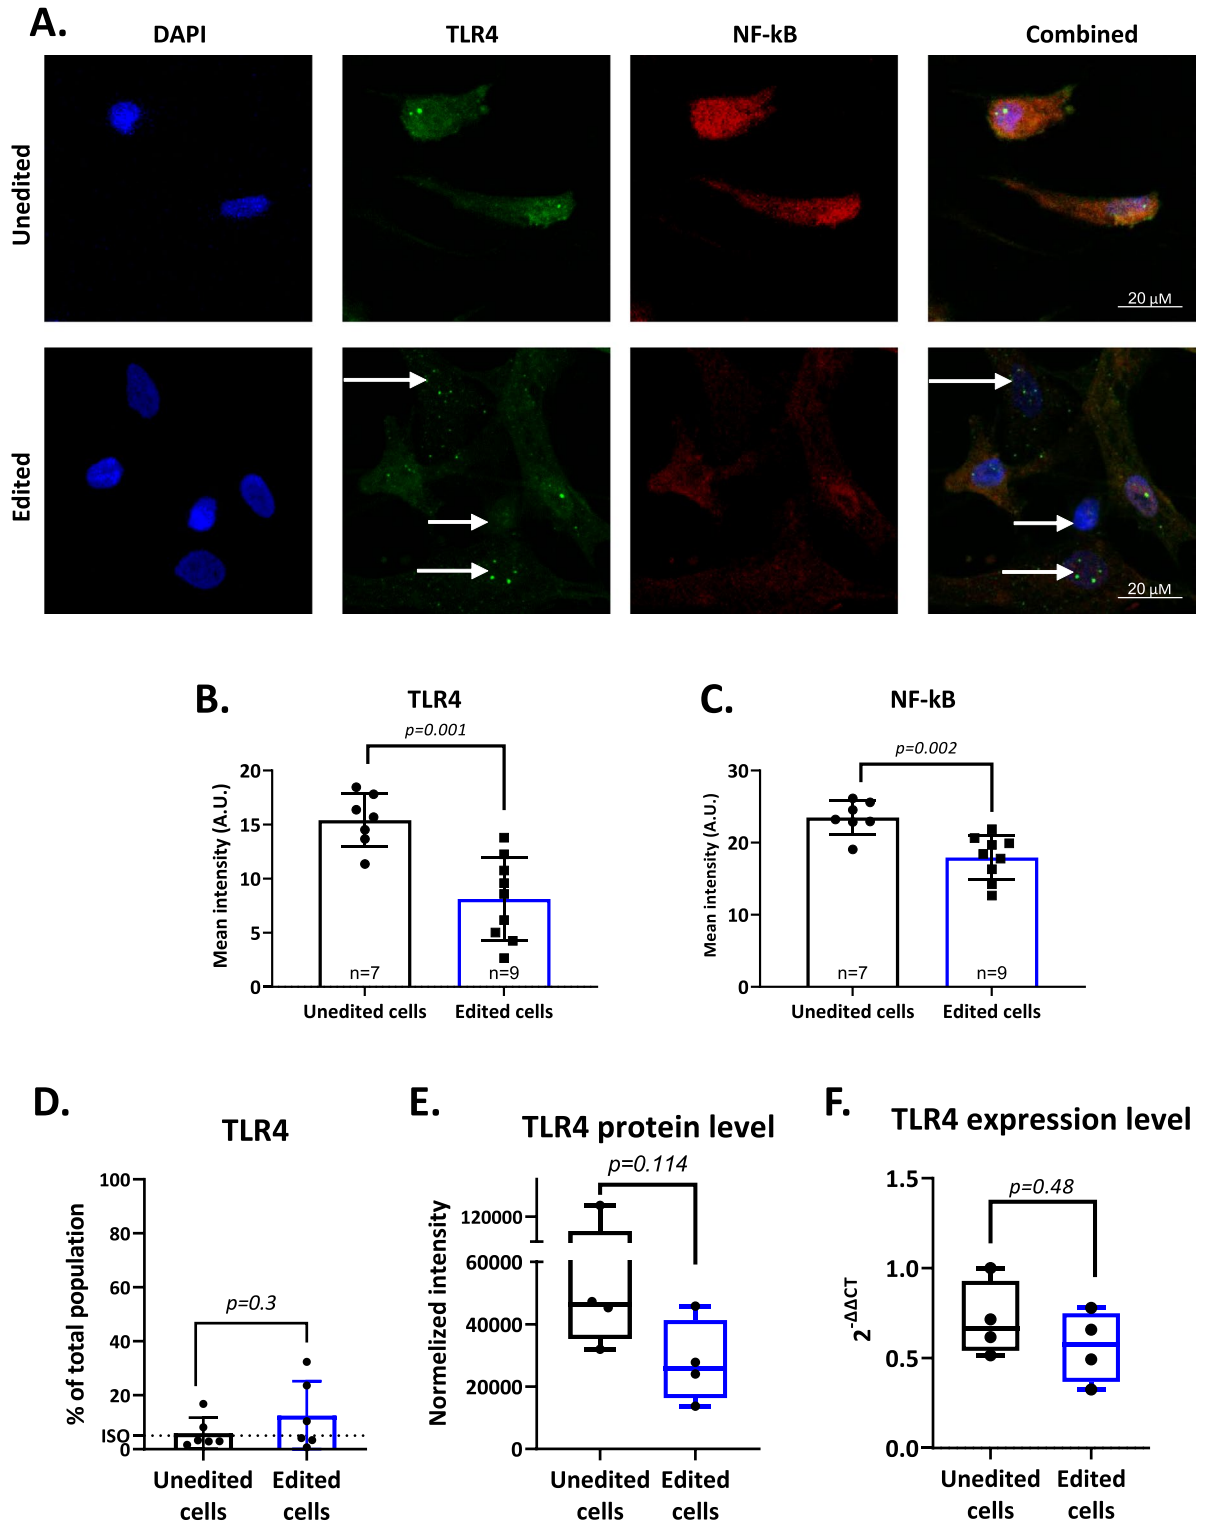 A.
DAPI
TLR4
NF-kB
Combined
Unedited
20 µM
Edited
20 µM
B.
TLR4
p=0.001
Mean intensity (A.U.)
20
15
10
5
0
n=7
n=9
Unedited cells
Edited cells
C.
NF-kB
p=0.002
Mean intensity (A.U.)
30
20
10
0
n=7
n=9
Unedited cells
Edited cells
D.
TLR4
p=0.3
% of total population
100
80
60
40
20
ISO
0
Unedited
cells
Edited
cells
E.
TLR4 protein level
p=0.114
Normelized intensity
120000
60000
40000
20000
0
Unedited
cells
Edited
cells
F.
TLR4 expression level
p=0.48
2^-ΔΔCT
1.5
1.0
0.5
0.0
Unedited
cells
Edited
cells